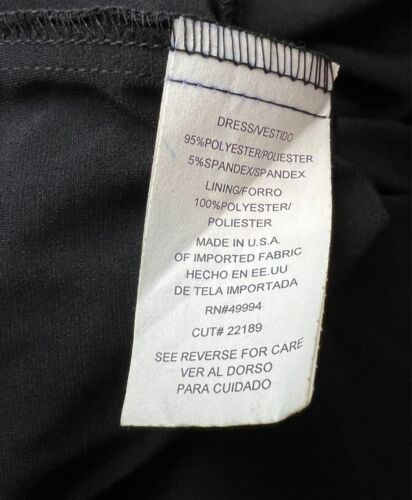 DRESS/VESTIDO
95%POLYESTER/POLIESTER
5%SPANDEX/SPANDEX
LINING/FORRO
100%POLYESTER/
POLIESTER
MADE IN U.S.A.
OF IMPORTED FABRIC
HECHO EN EE.UU
DE TELA IMPORTADA
RN#49994
CUT# 22189
SEE REVERSE FOR CARE
VER AL DORSO
PARA CUIDADO